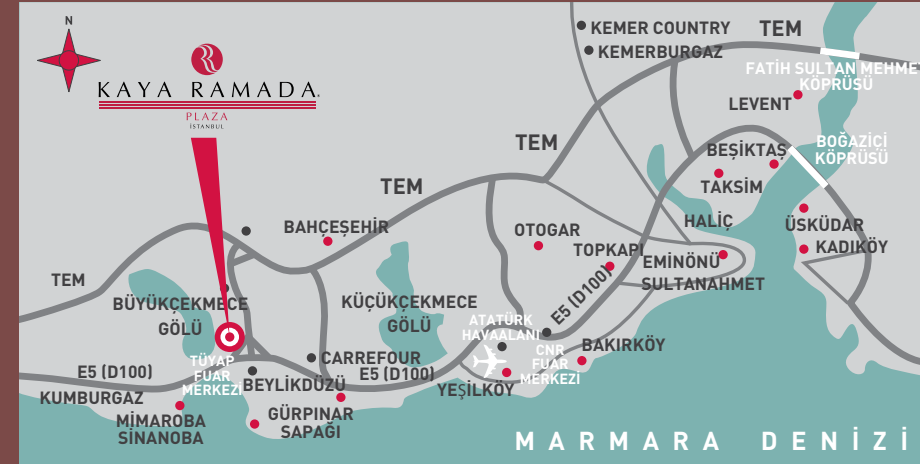 N
KAYA RAMADA
PLAZA
İSTANBUL
KEMER COUNTRY
KEMERBURGAZ
TEM
FATİH SULTAN MEHMET
KÖPRÜSÜ
LEVENT
TEM
BEŞİKTAŞ
BOĞAZİCİ
KÖPRÜSÜ
TAKSİM
TEM
BAHÇEŞEHİR
OTOGAR
HALİÇ
ÜSKÜDAR
TOPKAPI
KADIKÖY
EMİNÖNÜ
SULTANAHMET
TEM
BÜYÜKÇEKMECE
GÖLÜ
KÜÇÜKÇEKMECE
GÖLÜ
E5 (D100)
ATATÜRK
HAVAALANI
TÜYAP
FUAR
MERKEZİ
CARREFOUR
CNR
FUAR
MERKEZİ
BAKIRKÖY
E5 (D100)
BEYLİKDÜZÜ
E5 (D100)
YEŞİLKÖY
KUMBURGAZ
MİMAROBA
SİNANOBA
GÜRPINAR
SAPAĞI
MARMARA DENİZİ